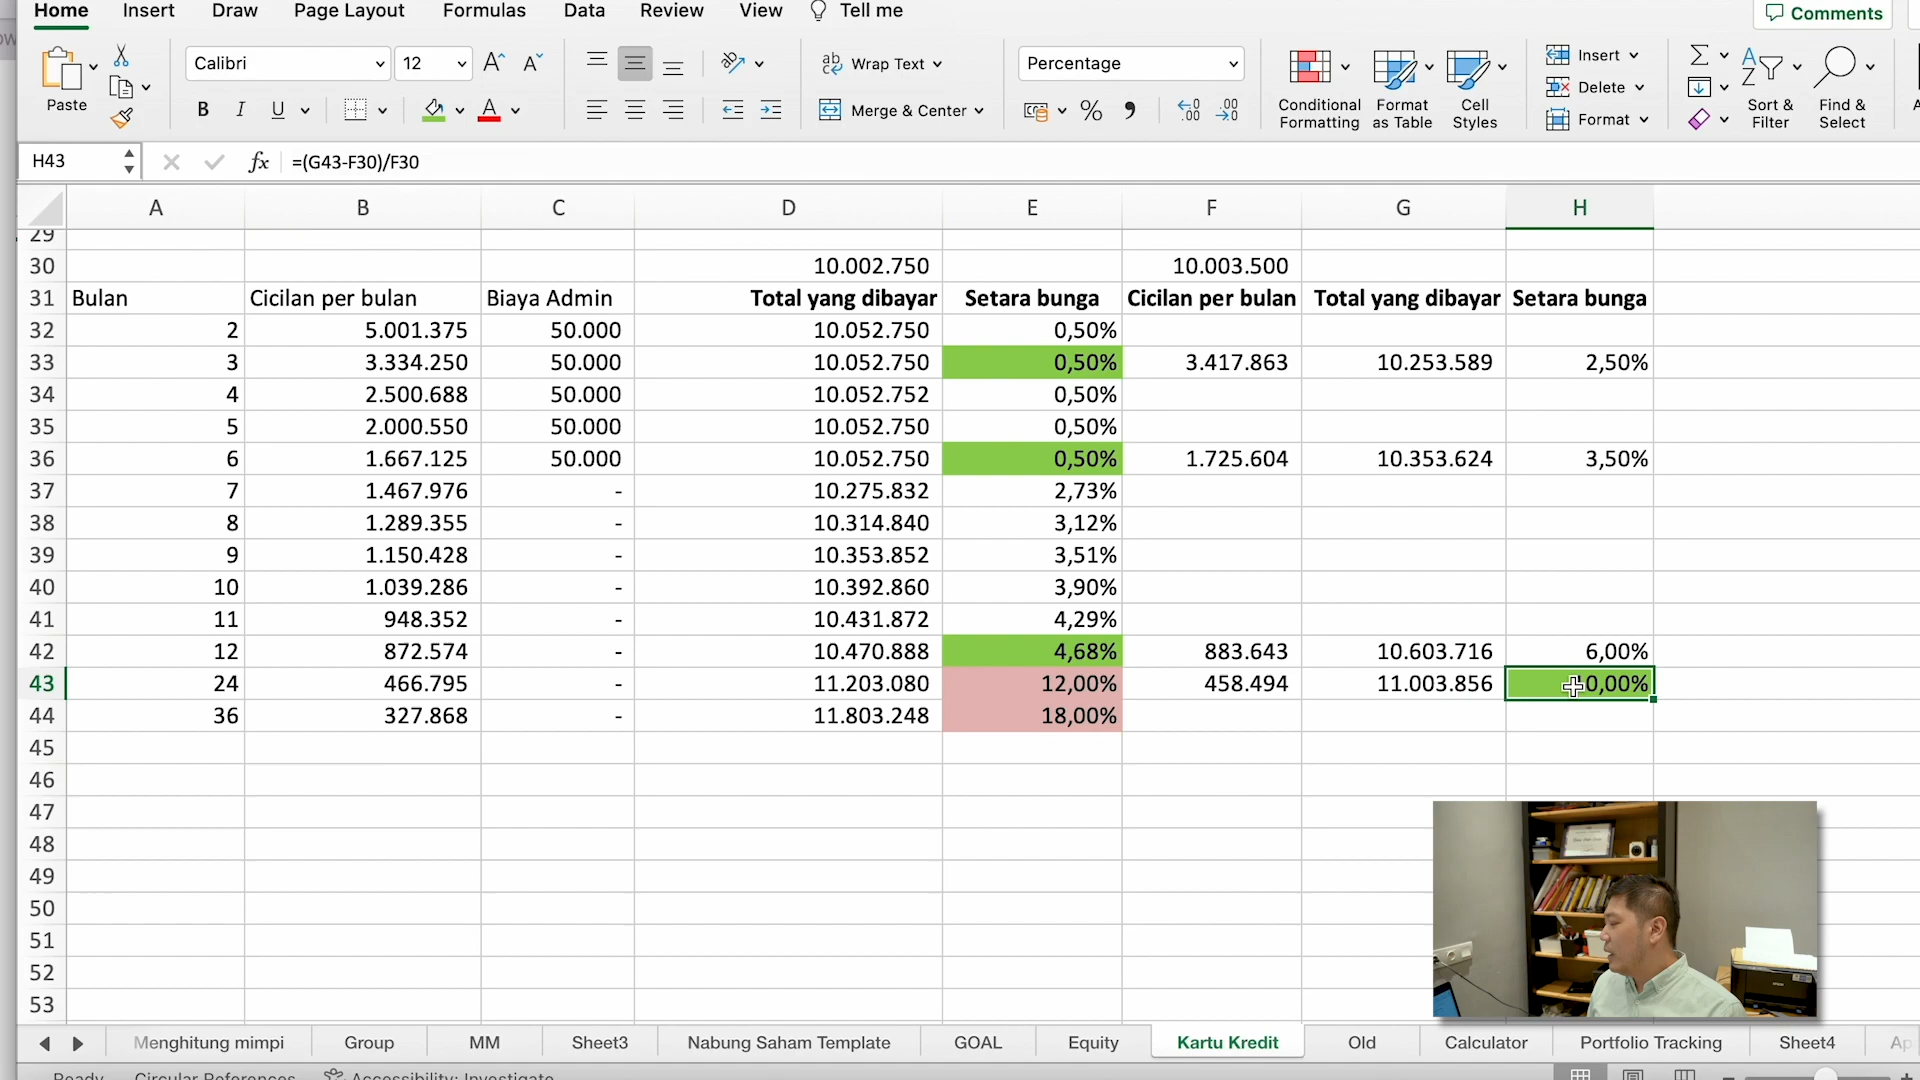 Home Insert Draw Page Layout Formulas Data Review View Tell me Comments
Calibri 12 Wrap Text Percentage Insert
Paste Delete
B I U A Merge & Center % Conditional Formatting Format as Table Cell Styles Format Sort & Filter Find & Select
H43 fx =(G43-F30)/F30
A B C D E F G H
29
30 10.002.750 10.003.500
31 Bulan Cicilan per bulan Biaya Admin Total yang dibayar Setara bunga Cicilan per bulan Total yang dibayar Setara bunga
32 2 5.001.375 50.000 10.052.750 0,50%
33 3 3.334.250 50.000 10.052.750 0,50% 3.417.863 10.253.589 2,50%
34 4 2.500.688 50.000 10.052.752 0,50%
35 5 2.000.550 50.000 10.052.750 0,50%
36 6 1.667.125 50.000 10.052.750 0,50% 1.725.604 10.353.624 3,50%
37 7 1.467.976 - 10.275.832 2,73%
38 8 1.289.355 - 10.314.840 3,12%
39 9 1.150.428 - 10.353.852 3,51%
40 10 1.039.286 - 10.392.860 3,90%
41 11 948.352 - 10.431.872 4,29%
42 12 872.574 - 10.470.888 4,68% 883.643 10.603.716 6,00%
43 24 466.795 - 11.203.080 12,00% 458.494 11.003.856 0,00%
44 36 327.868 - 11.803.248 18,00%
45
46
47
48
49
50
51
52
53
Menghitung mimpi Group MM Sheet3 Nabung Saham Template GOAL Equity Kartu Kredit Old Calculator Portfolio Tracking Sheet4
Ready Circular References Accessibility: Investigate